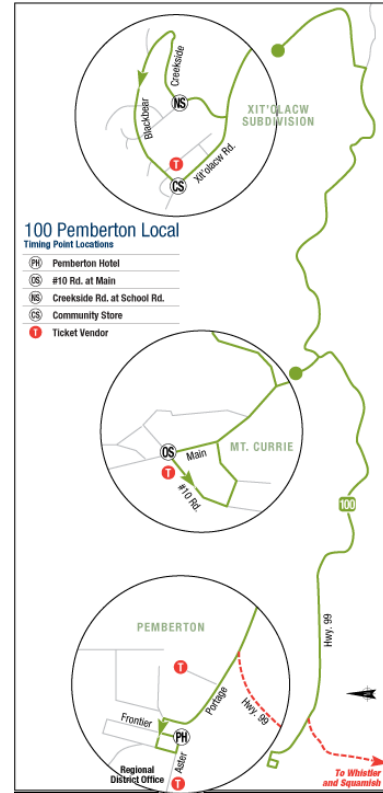 Creekside
Blackbear
NS
XIT'OLACW
SUBDIVISION
T
CS
Xit'olacw Rd.
100 Pemberton Local
Timing Point Locations
PH Pemberton Hotel
OS #10 Rd. at Main
NS Creekside Rd. at School Rd.
CS Community Store
T Ticket Vendor
MT. CURRIE
OS
Main
T
#10 Rd.
100
Hwy. 99
PEMBERTON
T
Portage
Hwy. 99
Frontier
PH
Aster
Regional
District Office
T
To Whistler
and Squamish